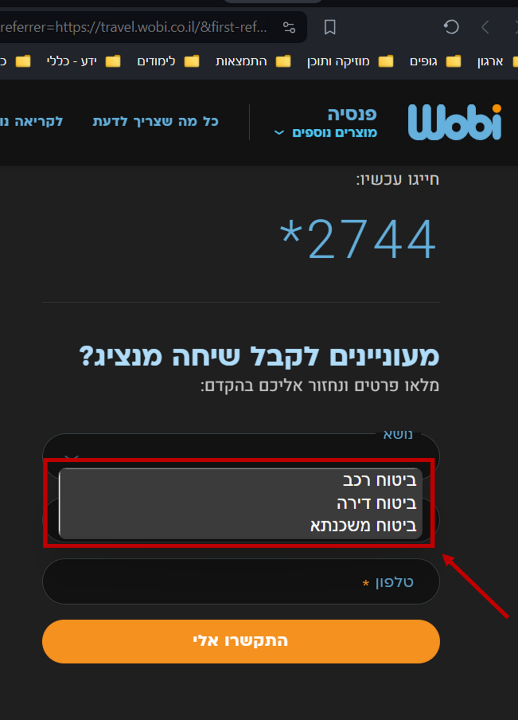 referrer=https://travel.wobi.co.il/&first-ref...
ארגון גופים מוזיקה ותוכן התמצאות לימודים ידע - כללי
Wobi
פנסיה
מוצרים נוספים
כל מה שצריך לדעת
לקריאה
חייגו עכשיו:
*2744
מעוניינים לקבל שיחה מנציג?
מלאו פרטים ונחזור אליכם בהקדם:
נושא
ביטוח רכב
ביטוח דירה
ביטוח משכנתא
טלפון *
התקשרו אלי